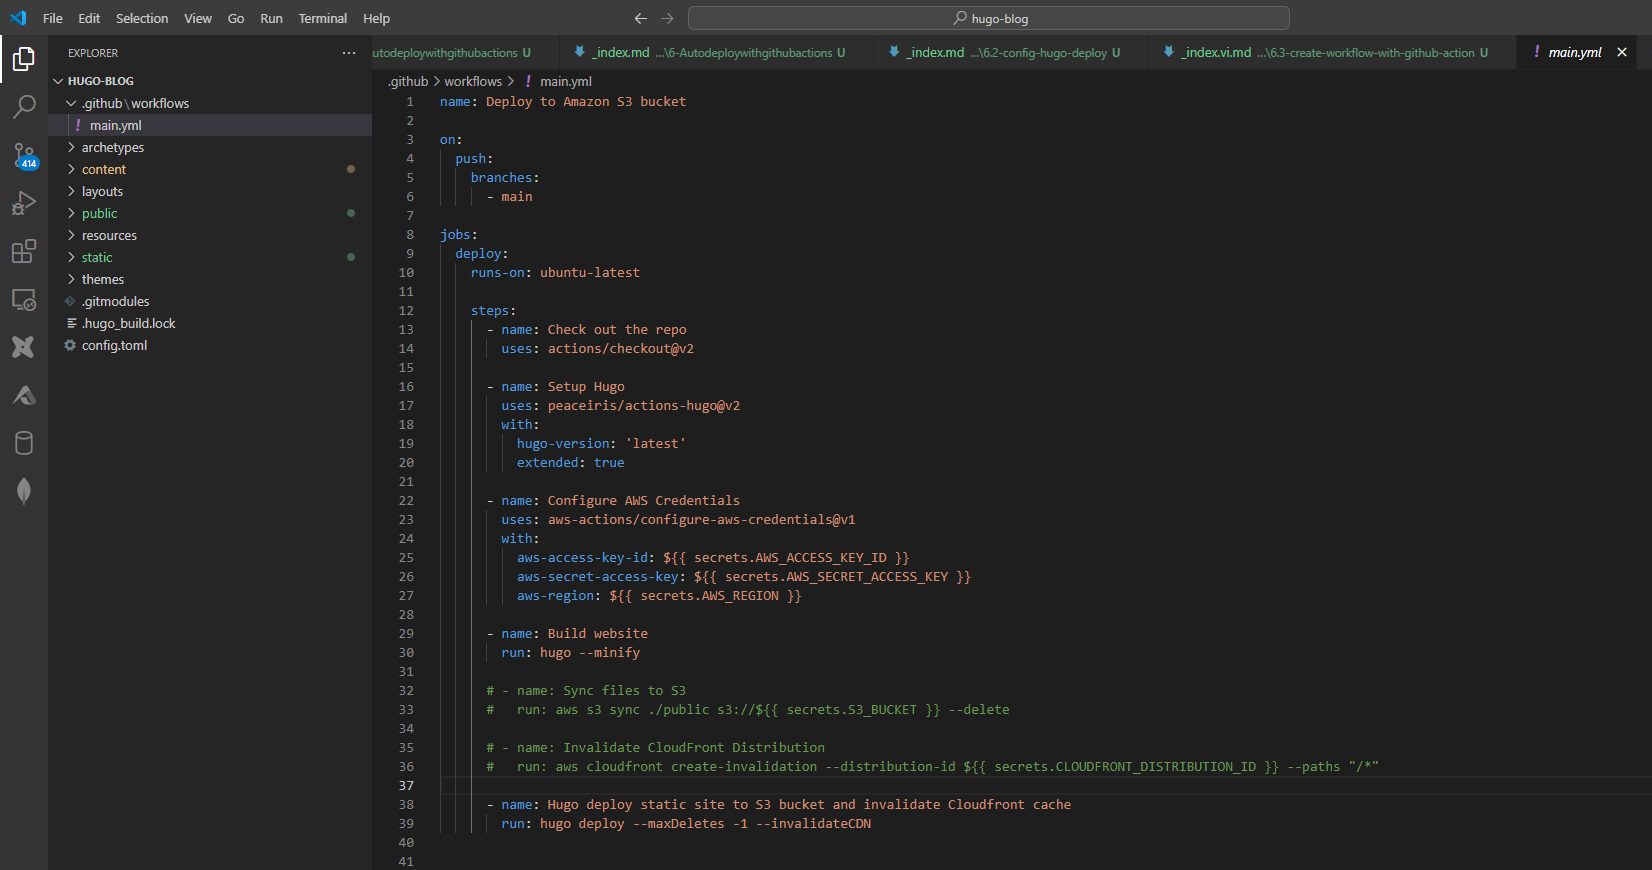 File Edit Selection View Go Run Terminal Help
hugo-blog
EXPLORER
HUGO-BLOG
.github\workflows
main.yml
archetypes
content
layouts
public
resources
static
themes
.gitmodules
.hugo_build.lock
config.toml
414
autodeploywithgithubactions U
_index.md ...\6-Autodeploywithgithubactions U
_index.md ...\6.2-config-hugo-deploy U
_index.vi.md ...\6.3-create-workflow-with-github-action U
! main.yml
.github > workflows > ! main.yml
1 name: Deploy to Amazon S3 bucket
2
3 on:
4 push:
5 branches:
6 - main
7
8 jobs:
9 deploy:
10 runs-on: ubuntu-latest
11
12 steps:
13 - name: Check out the repo
14 uses: actions/checkout@v2
15
16 - name: Setup Hugo
17 uses: peaceiris/actions-hugo@v2
18 with:
19 hugo-version: 'latest'
20 extended: true
21
22 - name: Configure AWS Credentials
23 uses: aws-actions/configure-aws-credentials@v1
24 with:
25 aws-access-key-id: ${{ secrets.AWS_ACCESS_KEY_ID }}
26 aws-secret-access-key: ${{ secrets.AWS_SECRET_ACCESS_KEY }}
27 aws-region: ${{ secrets.AWS_REGION }}
28
29 - name: Build website
30 run: hugo --minify
31
32 # - name: Sync files to S3
33 # run: aws s3 sync ./public s3://${{ secrets.S3_BUCKET }} --delete
34
35 # - name: Invalidate CloudFront Distribution
36 # run: aws cloudfront create-invalidation --distribution-id ${{ secrets.CLOUDFRONT_DISTRIBUTION_ID }} --paths "/*"
37
38 - name: Hugo deploy static site to S3 bucket and invalidate Cloudfront cache
39 run: hugo deploy --maxDeletes -1 --invalidateCDN
40
41